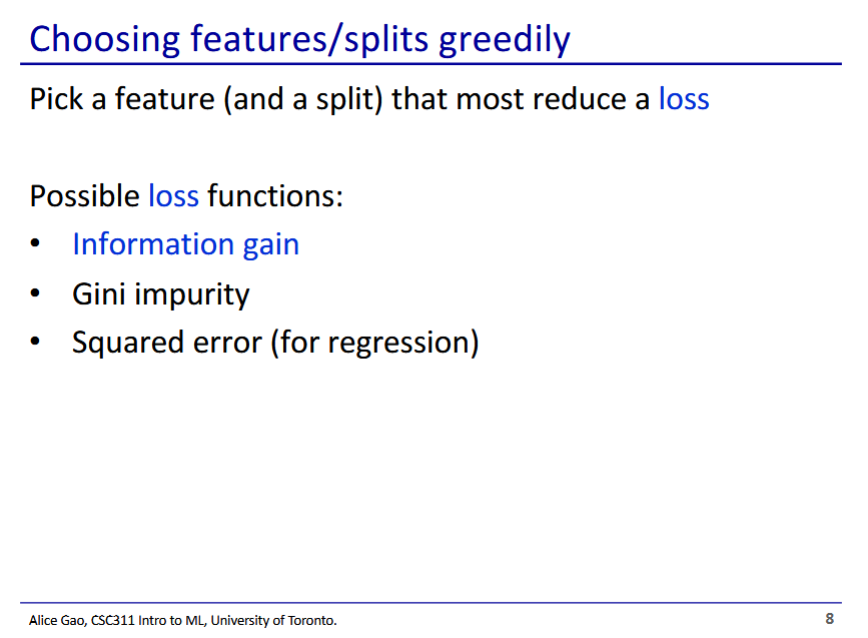 Choosing features/splits greedily
Pick a feature (and a split) that most reduce a loss
Possible loss functions:
• Information gain
• Gini impurity
• Squared error (for regression)
Alice Gao, CSC311 Intro to ML, University of Toronto.
8